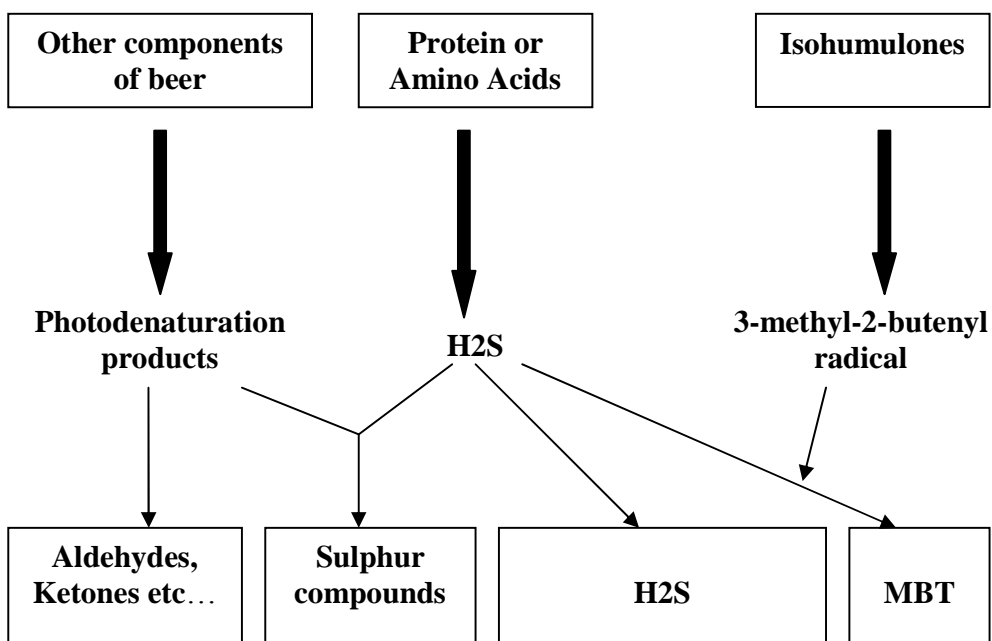 Other components
of beer
Protein or
Amino Acids
Isohumulones
Photodenaturation
products
H2S
3-methyl-2-butenyl
radical
Aldehydes,
Ketones etc…
Sulphur
compounds
H2S
MBT